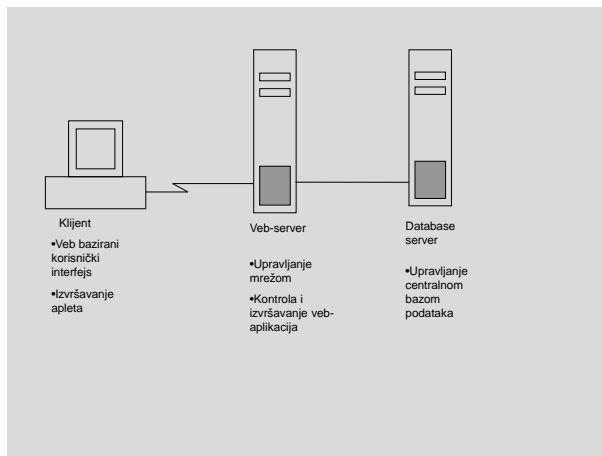 Klijent
•Veb bazirani
korisnički
interfejs
•Izvršavanje
apleta
Veb-server
•Upravljanje
mrežom
•Kontrola i
izvršavanje veb-
aplikacija
Database
server
•Upravljanje
centralnom
bazom
podataka